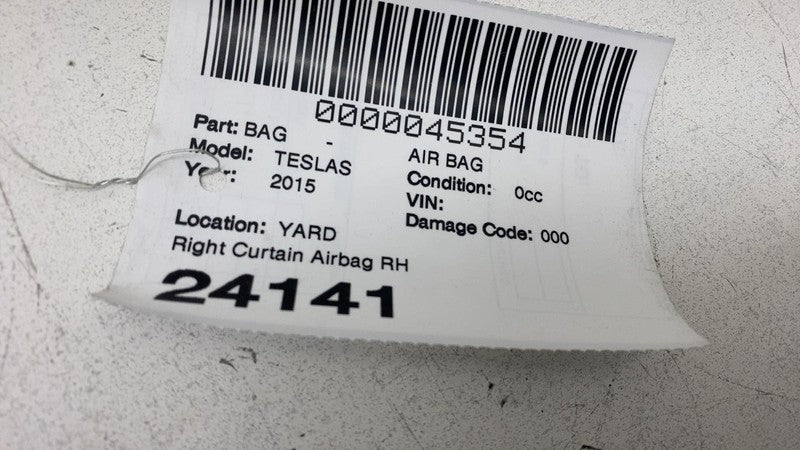 0000045354
Part: BAG - AIR BAG
Model: TESLAS Condition: 0cc
Year: 2015 VIN:
Damage Code: 000
Location: YARD
Right Curtain Airbag RH
24141